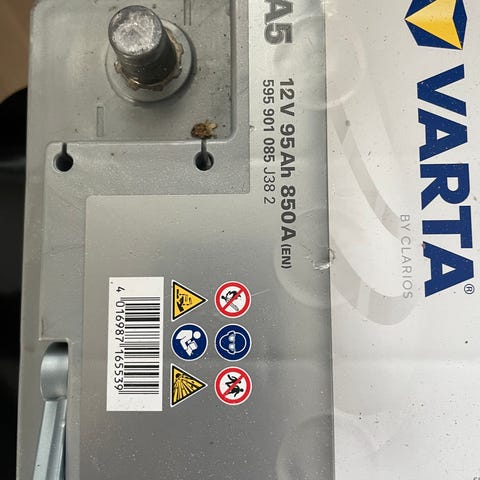 A5
12V 95Ah 850A (EN)
595 901 085 J38 2
VARTA®
BY CLARIOS
4 016987 165539